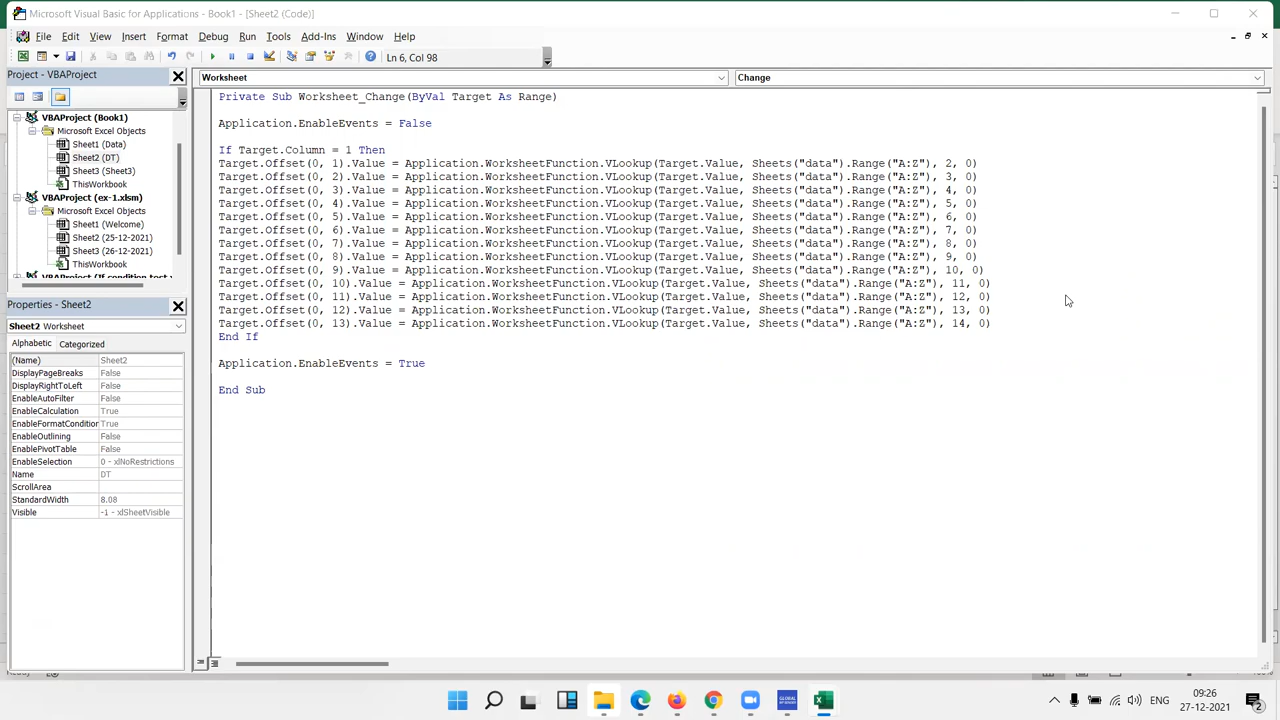 Microsoft Visual Basic for Applications - Book1 - [Sheet2 (Code)]
File Edit View Insert Format Debug Run Tools Add-Ins Window Help
Ln 6, Col 98
Project - VBAProject
Worksheet
Change
VBAProject (Book1)
Microsoft Excel Objects
Sheet1 (Data)
Sheet2 (DT)
Sheet3 (Sheet3)
ThisWorkbook
VBAProject (ex-1.xlsm)
Microsoft Excel Objects
Sheet1 (Welcome)
Sheet2 (25-12-2021)
Sheet3 (26-12-2021)
ThisWorkbook
VBAProject (If condition test
Properties - Sheet2
Sheet2 Worksheet
Alphabetic Categorized
(Name) Sheet2
DisplayPageBreaks False
DisplayRightToLeft False
EnableAutoFilter False
EnableCalculation True
EnableFormatCondition True
EnableOutlining False
EnablePivotTable False
EnableSelection 0 - xlNoRestrictions
Name DT
ScrollArea
StandardWidth 8.08
Visible -1 - xlSheetVisible
Private Sub Worksheet_Change(ByVal Target As Range)
Application.EnableEvents = False
If Target.Column = 1 Then
Target.Offset(0, 1).Value = Application.WorksheetFunction.VLookup(Target.Value, Sheets("data").Range("A:Z"), 2, 0)
Target.Offset(0, 2).Value = Application.WorksheetFunction.VLookup(Target.Value, Sheets("data").Range("A:Z"), 3, 0)
Target.Offset(0, 3).Value = Application.WorksheetFunction.VLookup(Target.Value, Sheets("data").Range("A:Z"), 4, 0)
Target.Offset(0, 4).Value = Application.WorksheetFunction.VLookup(Target.Value, Sheets("data").Range("A:Z"), 5, 0)
Target.Offset(0, 5).Value = Application.WorksheetFunction.VLookup(Target.Value, Sheets("data").Range("A:Z"), 6, 0)
Target.Offset(0, 6).Value = Application.WorksheetFunction.VLookup(Target.Value, Sheets("data").Range("A:Z"), 7, 0)
Target.Offset(0, 7).Value = Application.WorksheetFunction.VLookup(Target.Value, Sheets("data").Range("A:Z"), 8, 0)
Target.Offset(0, 8).Value = Application.WorksheetFunction.VLookup(Target.Value, Sheets("data").Range("A:Z"), 9, 0)
Target.Offset(0, 9).Value = Application.WorksheetFunction.VLookup(Target.Value, Sheets("data").Range("A:Z"), 10, 0)
Target.Offset(0, 10).Value = Application.WorksheetFunction.VLookup(Target.Value, Sheets("data").Range("A:Z"), 11, 0)
Target.Offset(0, 11).Value = Application.WorksheetFunction.VLookup(Target.Value, Sheets("data").Range("A:Z"), 12, 0)
Target.Offset(0, 12).Value = Application.WorksheetFunction.VLookup(Target.Value, Sheets("data").Range("A:Z"), 13, 0)
Target.Offset(0, 13).Value = Application.WorksheetFunction.VLookup(Target.Value, Sheets("data").Range("A:Z"), 14, 0)
End If
Application.EnableEvents = True
End Sub
ENG
09:26
27-12-2021
2